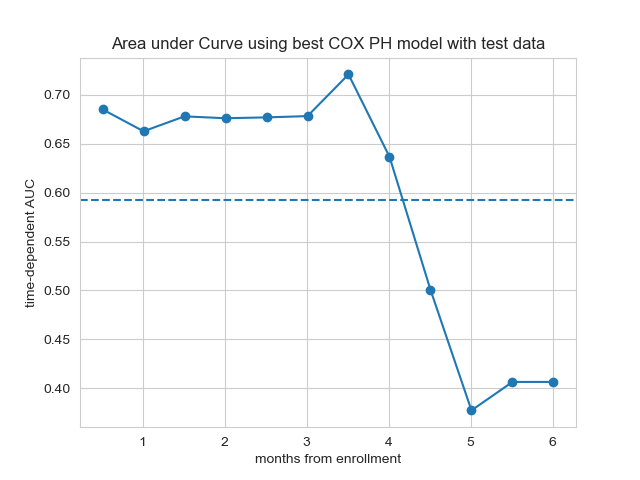 Area under Curve using best COX PH model with test data
time-dependent AUC
0.70
0.65
0.60
0.55
0.50
0.45
0.40
1 2 3 4 5 6
months from enrollment